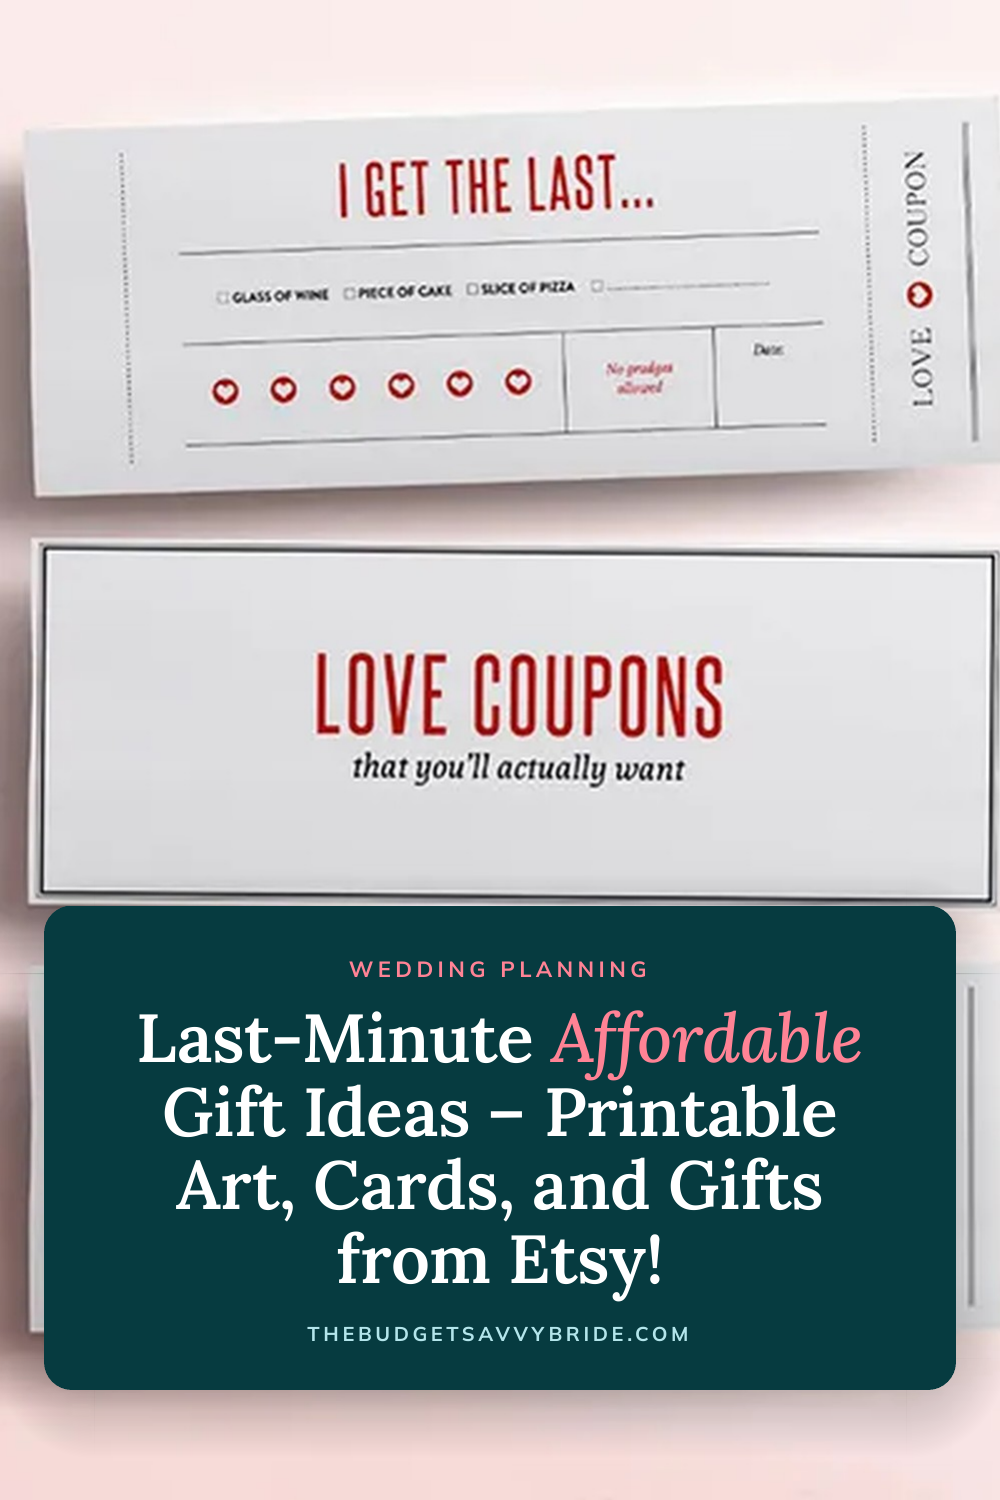 I GET THE LAST...
GLASS OF WINE PIECE OF CAKE SLICE OF PIZZA
No grudges
allowed
Date:
LOVE COUPON
LOVE COUPONS
that you'll actually want
WEDDING PLANNING
Last-Minute Affordable
Gift Ideas – Printable
Art, Cards, and Gifts
from Etsy!
THEBUDGETSAVVYBRIDE.COM